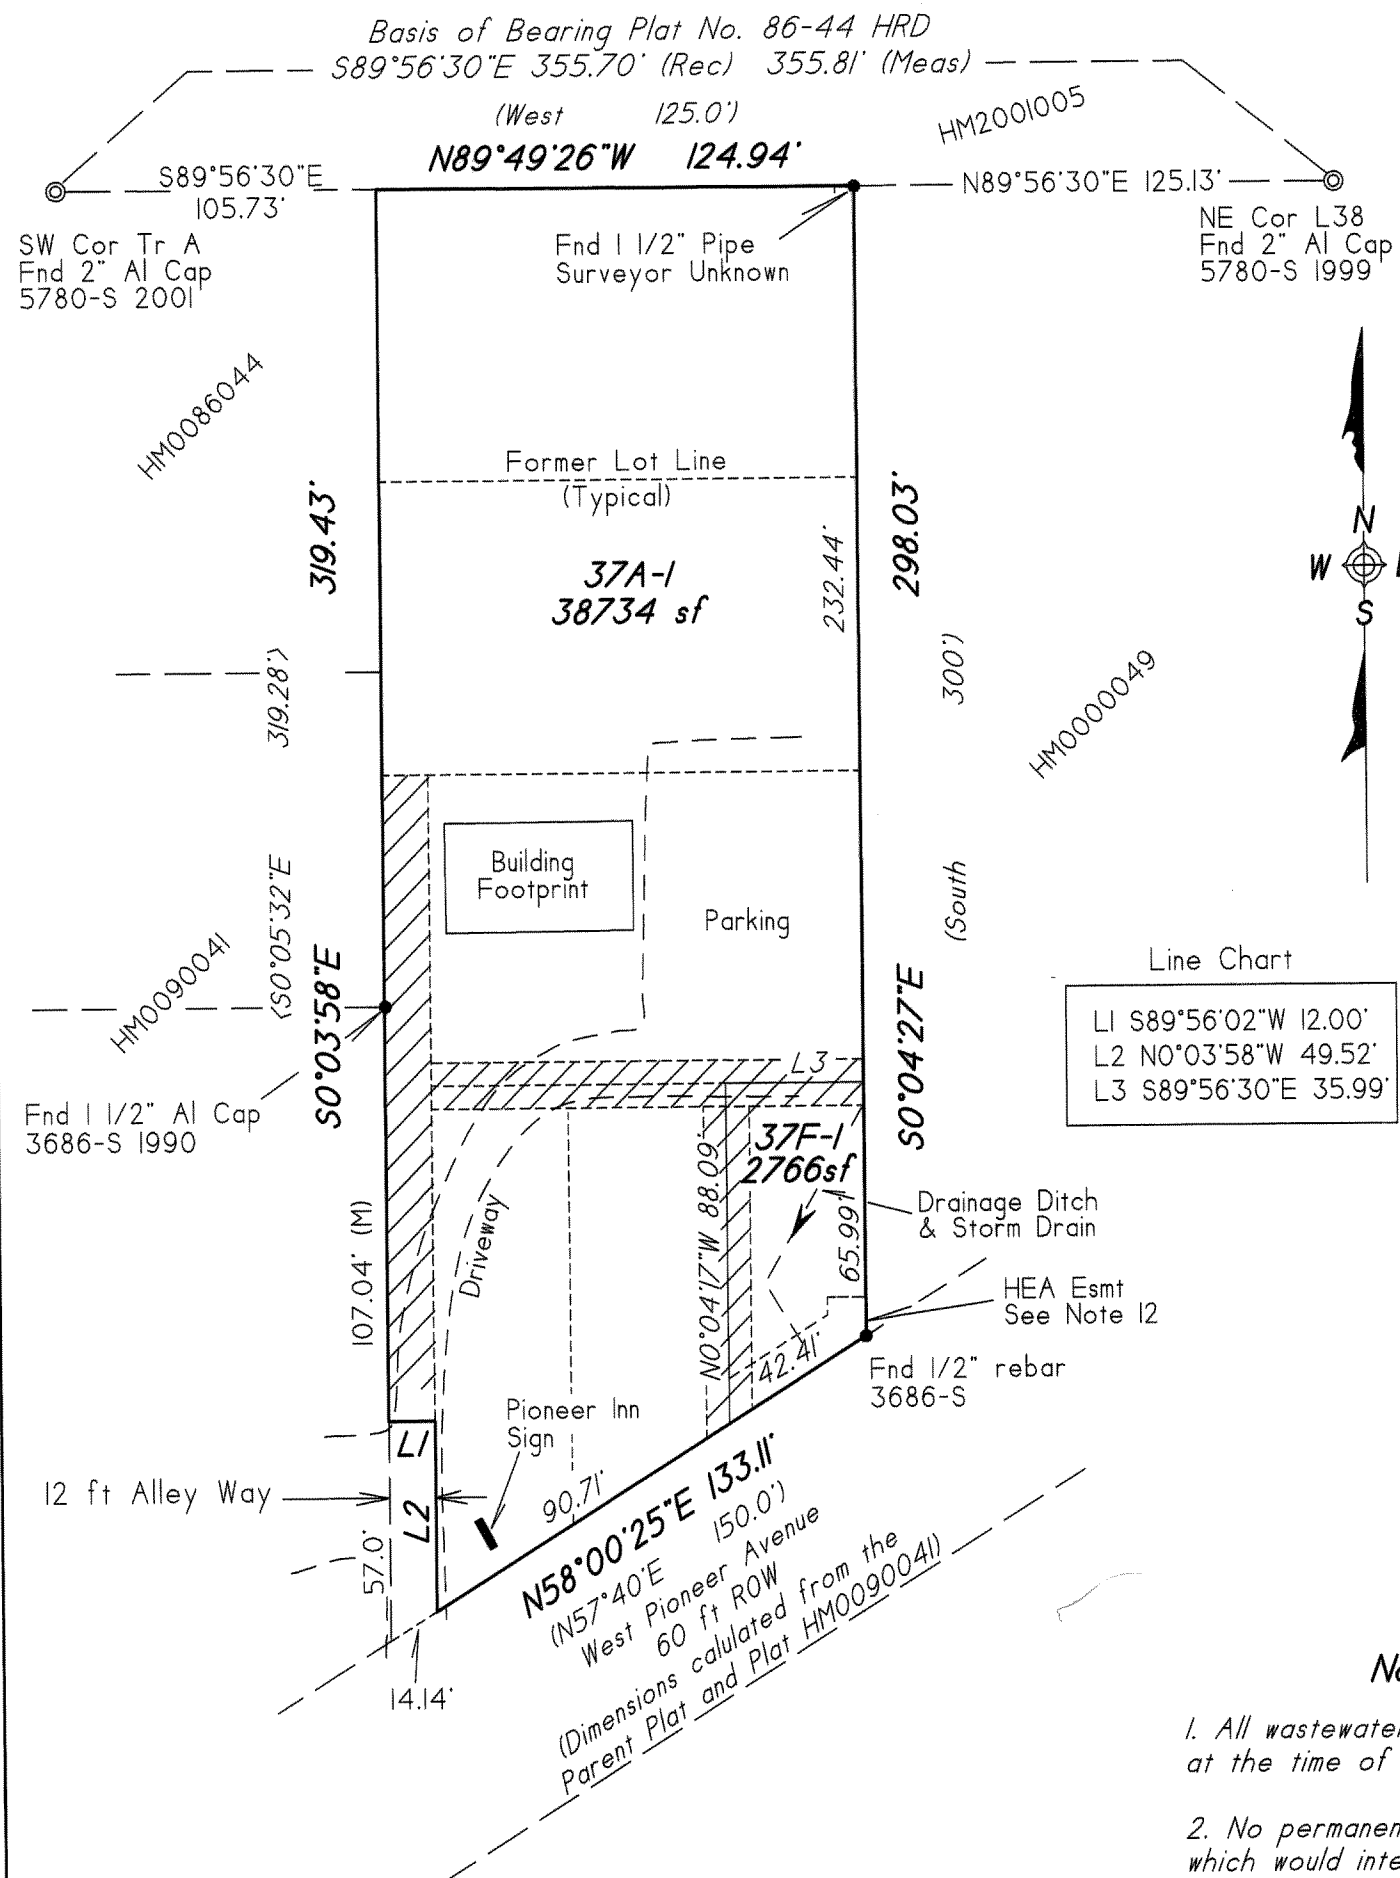 Basis of Bearing Plat No. 86-44 HRD
S89°56'30"E 355.70' (Rec) 355.81' (Meas)
(West 125.0')
HM2001005
N89°49'26"W 124.94'
S89°56'30"E
105.73'
N89°56'30"E 125.13'
SW Cor Tr A
Fnd 2" Al Cap
5780-S 2001
Fnd 1 1/2" Pipe
Surveyor Unknown
NE Cor L38
Fnd 2" Al Cap
5780-S 1999
HM0086044
Former Lot Line
(Typical)
319.43'
298.03'
232.44'
37A-1
38734 sf
N
W
S
319.28'>
300')
HM0000049
Building
Footprint
Parking
<S0°05'32"E
(South
HM0090041
S0°03'58"E
S0°04'27"E
Line Chart
L1 S89°56'02"W 12.00'
L2 N0°03'58"W 49.52'
L3 S89°56'30"E 35.99'
L3
Fnd 1 1/2" Al Cap
3686-S 1990
37F-1
2766sf
N0°04'17"W 88.09'
65.99'
Drainage Ditch
& Storm Drain
107.04' (M)
Driveway
HEA Esmt
See Note 12
42.41'
Fnd 1/2" rebar
3686-S
Pioneer Inn
Sign
L1
12 ft Alley Way
L2
90.71'
57.0'
14.14'
N58°00'25"E 133.11'
(N57°40'E 150.0')
West Pioneer Avenue
60 ft ROW
(Dimensions calulated from the
Parent Plat and Plat HM0090041)
1. All wastewater
at the time of
2. No
which would